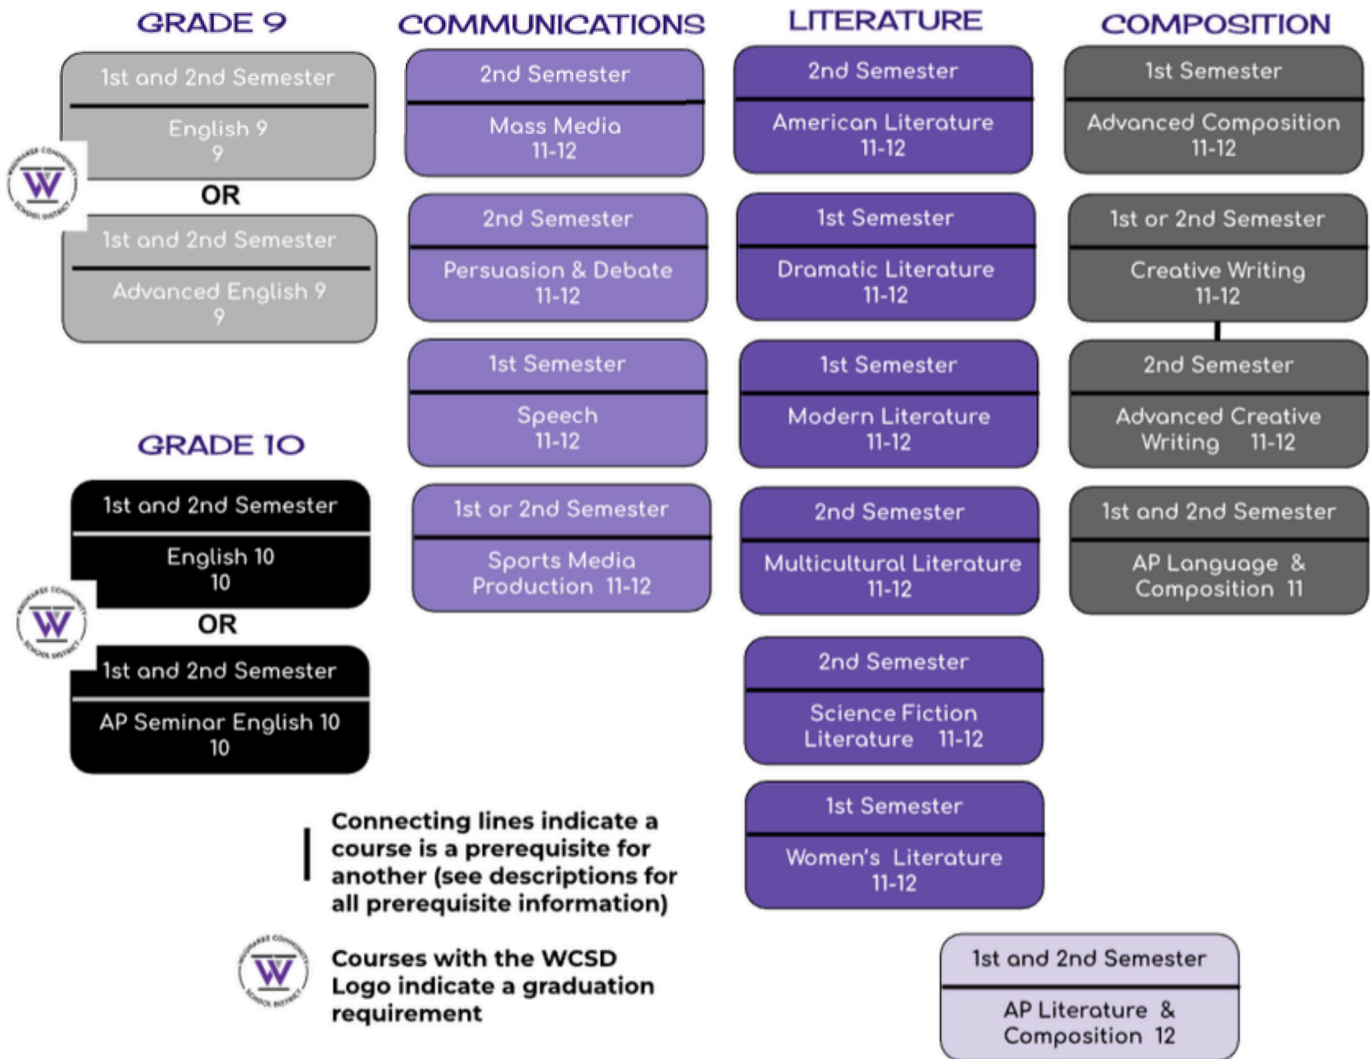 GRADE 9
1st and 2nd Semester
English 9
9
OR
1st and 2nd Semester
Advanced English 9
9
GRADE 10
1st and 2nd Semester
English 10
10
OR
1st and 2nd Semester
AP Seminar English 10
10
COMMUNICATIONS
2nd Semester
Mass Media
11-12
2nd Semester
Persuasion & Debate
11-12
1st Semester
Speech
11-12
1st or 2nd Semester
Sports Media
Production 11-12
LITERATURE
2nd Semester
American Literature
11-12
1st Semester
Dramatic Literature
11-12
1st Semester
Modern Literature
11-12
2nd Semester
Multicultural Literature
11-12
2nd Semester
Science Fiction
Literature 11-12
1st Semester
Women's Literature
11-12
COMPOSITION
1st Semester
Advanced Composition
11-12
1st or 2nd Semester
Creative Writing
11-12
2nd Semester
Advanced Creative
Writing 11-12
1st and 2nd Semester
AP Language &
Composition 11
1st and 2nd Semester
AP Literature &
Composition 12
Connecting lines indicate a
course is a prerequisite for
another (see descriptions for
all prerequisite information)
W
COMMUNITY
SCHOOL DISTRICT
Courses with the WCSD
Logo indicate a graduation
requirement